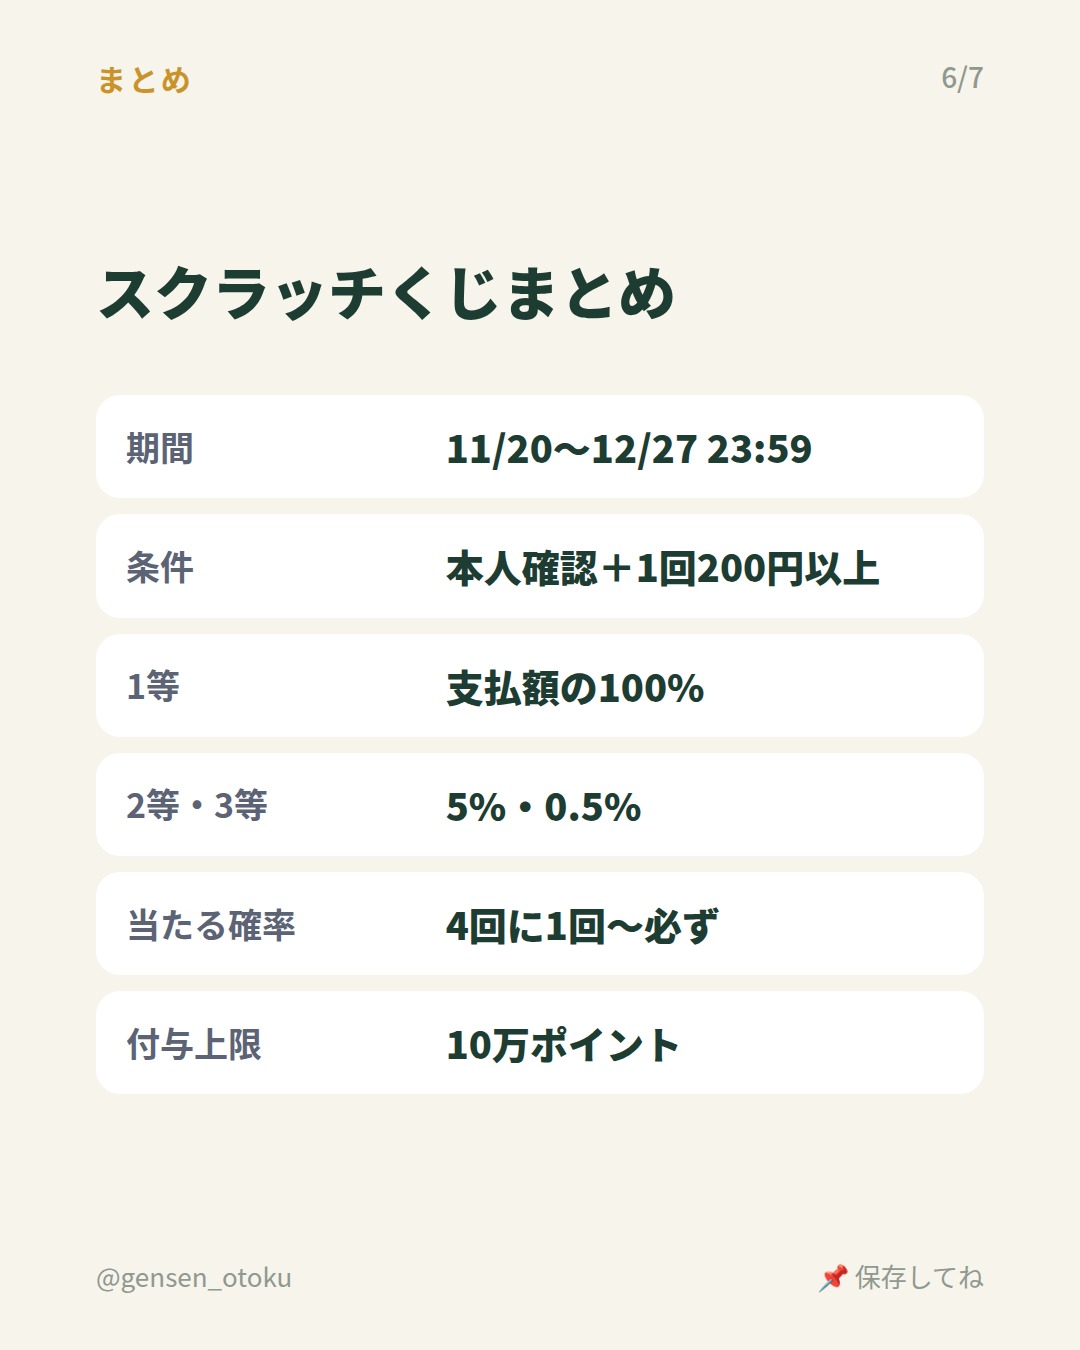 まとめ
6/7
スクラッチくじまとめ
期間 11/20〜12/27 23:59
条件 本人確認＋1回200円以上
1等 支払額の100%
2等・3等 5%・0.5%
当たる確率 4回に1回〜必ず
付与上限 10万ポイント
@gensen_otoku
📌 保存してね